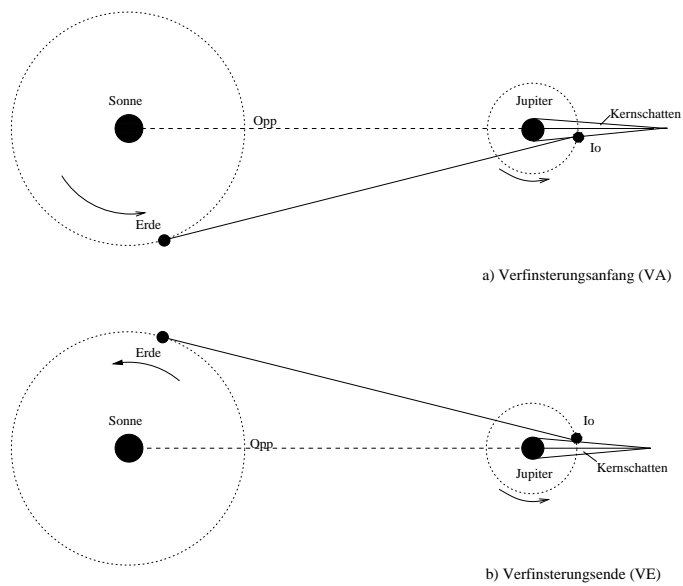 Sonne
Opp
Jupiter
Kernschatten
Io
Erde
a) Verfinsterungsanfang (VA)
Erde
Sonne
Opp
Io
Jupiter
Kernschatten
b) Verfinsterungsende (VE)